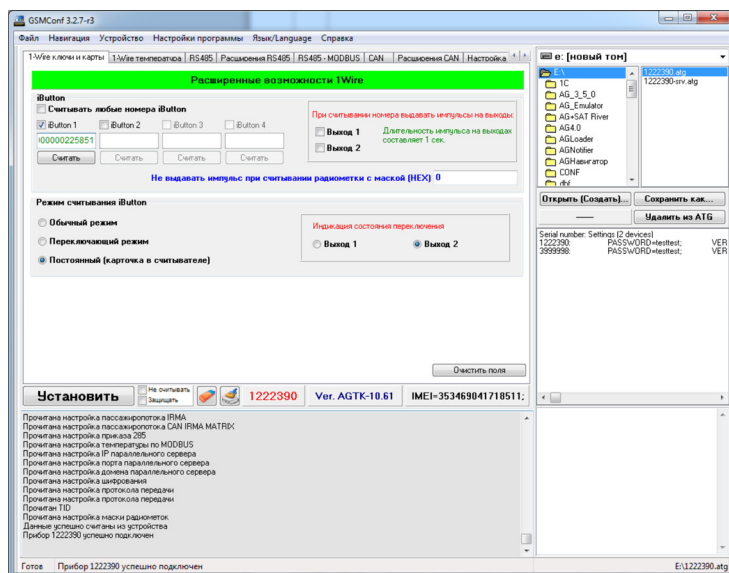 GSMConf 3.2.7-r3
Файл Навигация Устройство Настройки программы Язык/Language Справка
1-Wire ключи и карты 1-Wire температура RS485 Расширения RS485 RS485 - MODBUS CAN Расширения CAN Настройка
Расширенные возможности 1Wire
iButton
Считывать любые номера iButton
iButton 1 iButton 2 iButton 3 iButton 4
00000225851
Считать Считать Считать Считать
При считывании номера выдавать импульсы на выходы:
Выход 1
Выход 2
Длительность импульса на выходах
составляет 1 сек.
Не выдавать импульс при считывании радиометки с маской (HEX) 0
Режим считывания iButton
Обычный режим
Переключающий режим
Постоянный (карточка в считывателе)
Индикация состояния переключения
Выход 1 Выход 2
Очистить поля
Установить
Не считывать
Защищать
1222390
Ver. AGTK-10.61
IMEI=353469041718511;
Прочитана настройка пассажиропотока IRMA
Прочитана настройка пассажиропотока CAN IRMA MATRIX
Прочитана настройка приказа 285
Прочитана настройка температуры по MODBUS
Прочитана настройка IP параллельного сервера
Прочитана настройка порта параллельного сервера
Прочитана настройка домена параллельного сервера
Прочитана настройка шифрования
Прочитана настройка протокола передачи
Прочитана настройка протокола передачи
Прочитан TID
Прочитана настройка маски радиометок
Данные успешно считаны из устройства
Прибор 1222390 успешно подключен
e: [новый том]
E:\
1C
AG_3_5_0
AG_Emulator
AG+SAT River
AG4.0
AGLoader
AGNotifier
AGНавигатор
CONF
dbf
1222390.atg
1222390-srv.atg
Открыть (Создать)... Сохранить как...
Удалить из ATG
Serial number: Settings (2 devices)
1222390: PASSWORD=testtest; VER
3999998: PASSWORD=testtest; VER
Готов Прибор 1222390 успешно подключен E:\1222390.atg